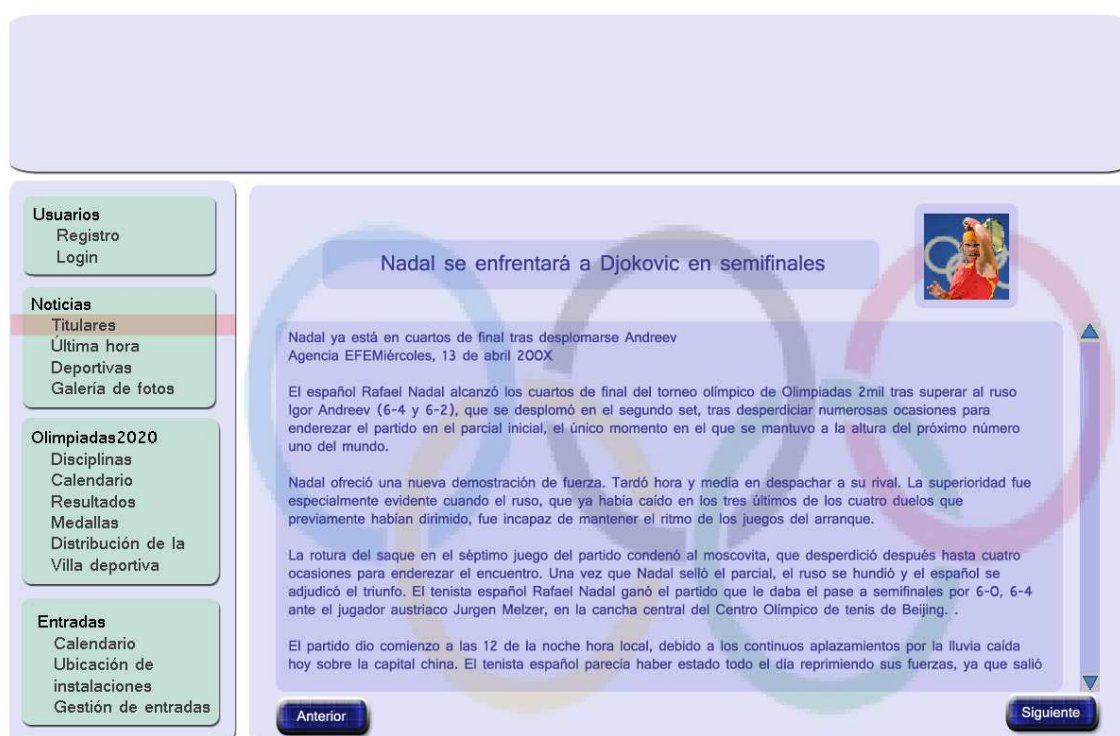 Usuarios
Registro
Login
Noticias
Titulares
Última hora
Deportivas
Galería de fotos
Olimpiadas2020
Disciplinas
Calendario
Resultados
Medallas
Distribución de la
Villa deportiva
Entradas
Calendario
Ubicación de
instalaciones
Gestión de entradas
Nadal se enfrentará a Djokovic en semifinales
Nadal ya está en cuartos de final tras desplomarse Andreev
Agencia EFEMiércoles, 13 de abril 200X
El español Rafael Nadal alcanzó los cuartos de final del torneo olímpico de Olimpiadas 2mil tras superar al ruso
Igor Andreev (6-4 y 6-2), que se desplomó en el segundo set, tras desperdiciar numerosas ocasiones para
enderezar el partido en el parcial inicial, el único momento en el que se mantuvo a la altura del próximo número
uno del mundo.
Nadal ofreció una nueva demostración de fuerza. Tardó hora y media en despachar a su rival. La superioridad fue
especialmente evidente cuando el ruso, que ya había caído en los tres últimos de los cuatro duelos que
previamente habían dirimido, fue incapaz de mantener el ritmo de los juegos del arranque.
La rotura del saque en el séptimo juego del partido condenó al moscovita, que desperdició después hasta cuatro
ocasiones para enderezar el encuentro. Una vez que Nadal selló el parcial, el ruso se hundió y el español se
adjudicó el triunfo. El tenista español Rafael Nadal ganó el partido que le daba el pase a semifinales por 6-0, 6-4
ante el jugador austriaco Jurgen Melzer, en la cancha central del Centro Olímpico de tenis de Beijing. .
El partido dio comienzo a las 12 de la noche hora local, debido a los continuos aplazamientos por la lluvia caída
hoy sobre la capital china. El tenista español parecía haber estado todo el día reprimiendo sus fuerzas, ya que salió
Anterior
Siguiente